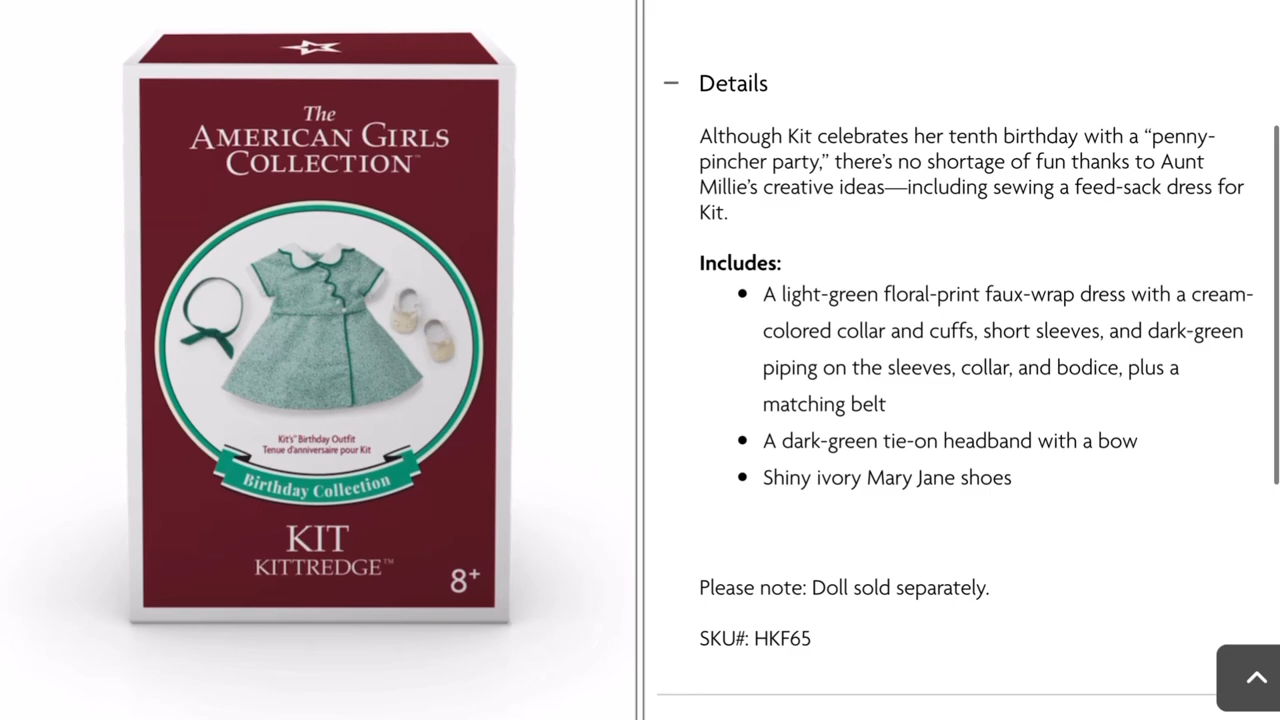 The
AMERICAN GIRLS
COLLECTION™
Kit's™ Birthday Outfit
Tenue d'anniversaire pour Kit
Birthday Collection
KIT
KITTREDGE™
8+
Details
Although Kit celebrates her tenth birthday with a “penny-
pincher party,” there’s no shortage of fun thanks to Aunt
Millie’s creative ideas—including sewing a feed-sack dress for
Kit.
Includes:
• A light-green floral-print faux-wrap dress with a cream-
colored collar and cuffs, short sleeves, and dark-green
piping on the sleeves, collar, and bodice, plus a
matching belt
• A dark-green tie-on headband with a bow
• Shiny ivory Mary Jane shoes
Please note: Doll sold separately.
SKU#: HKF65